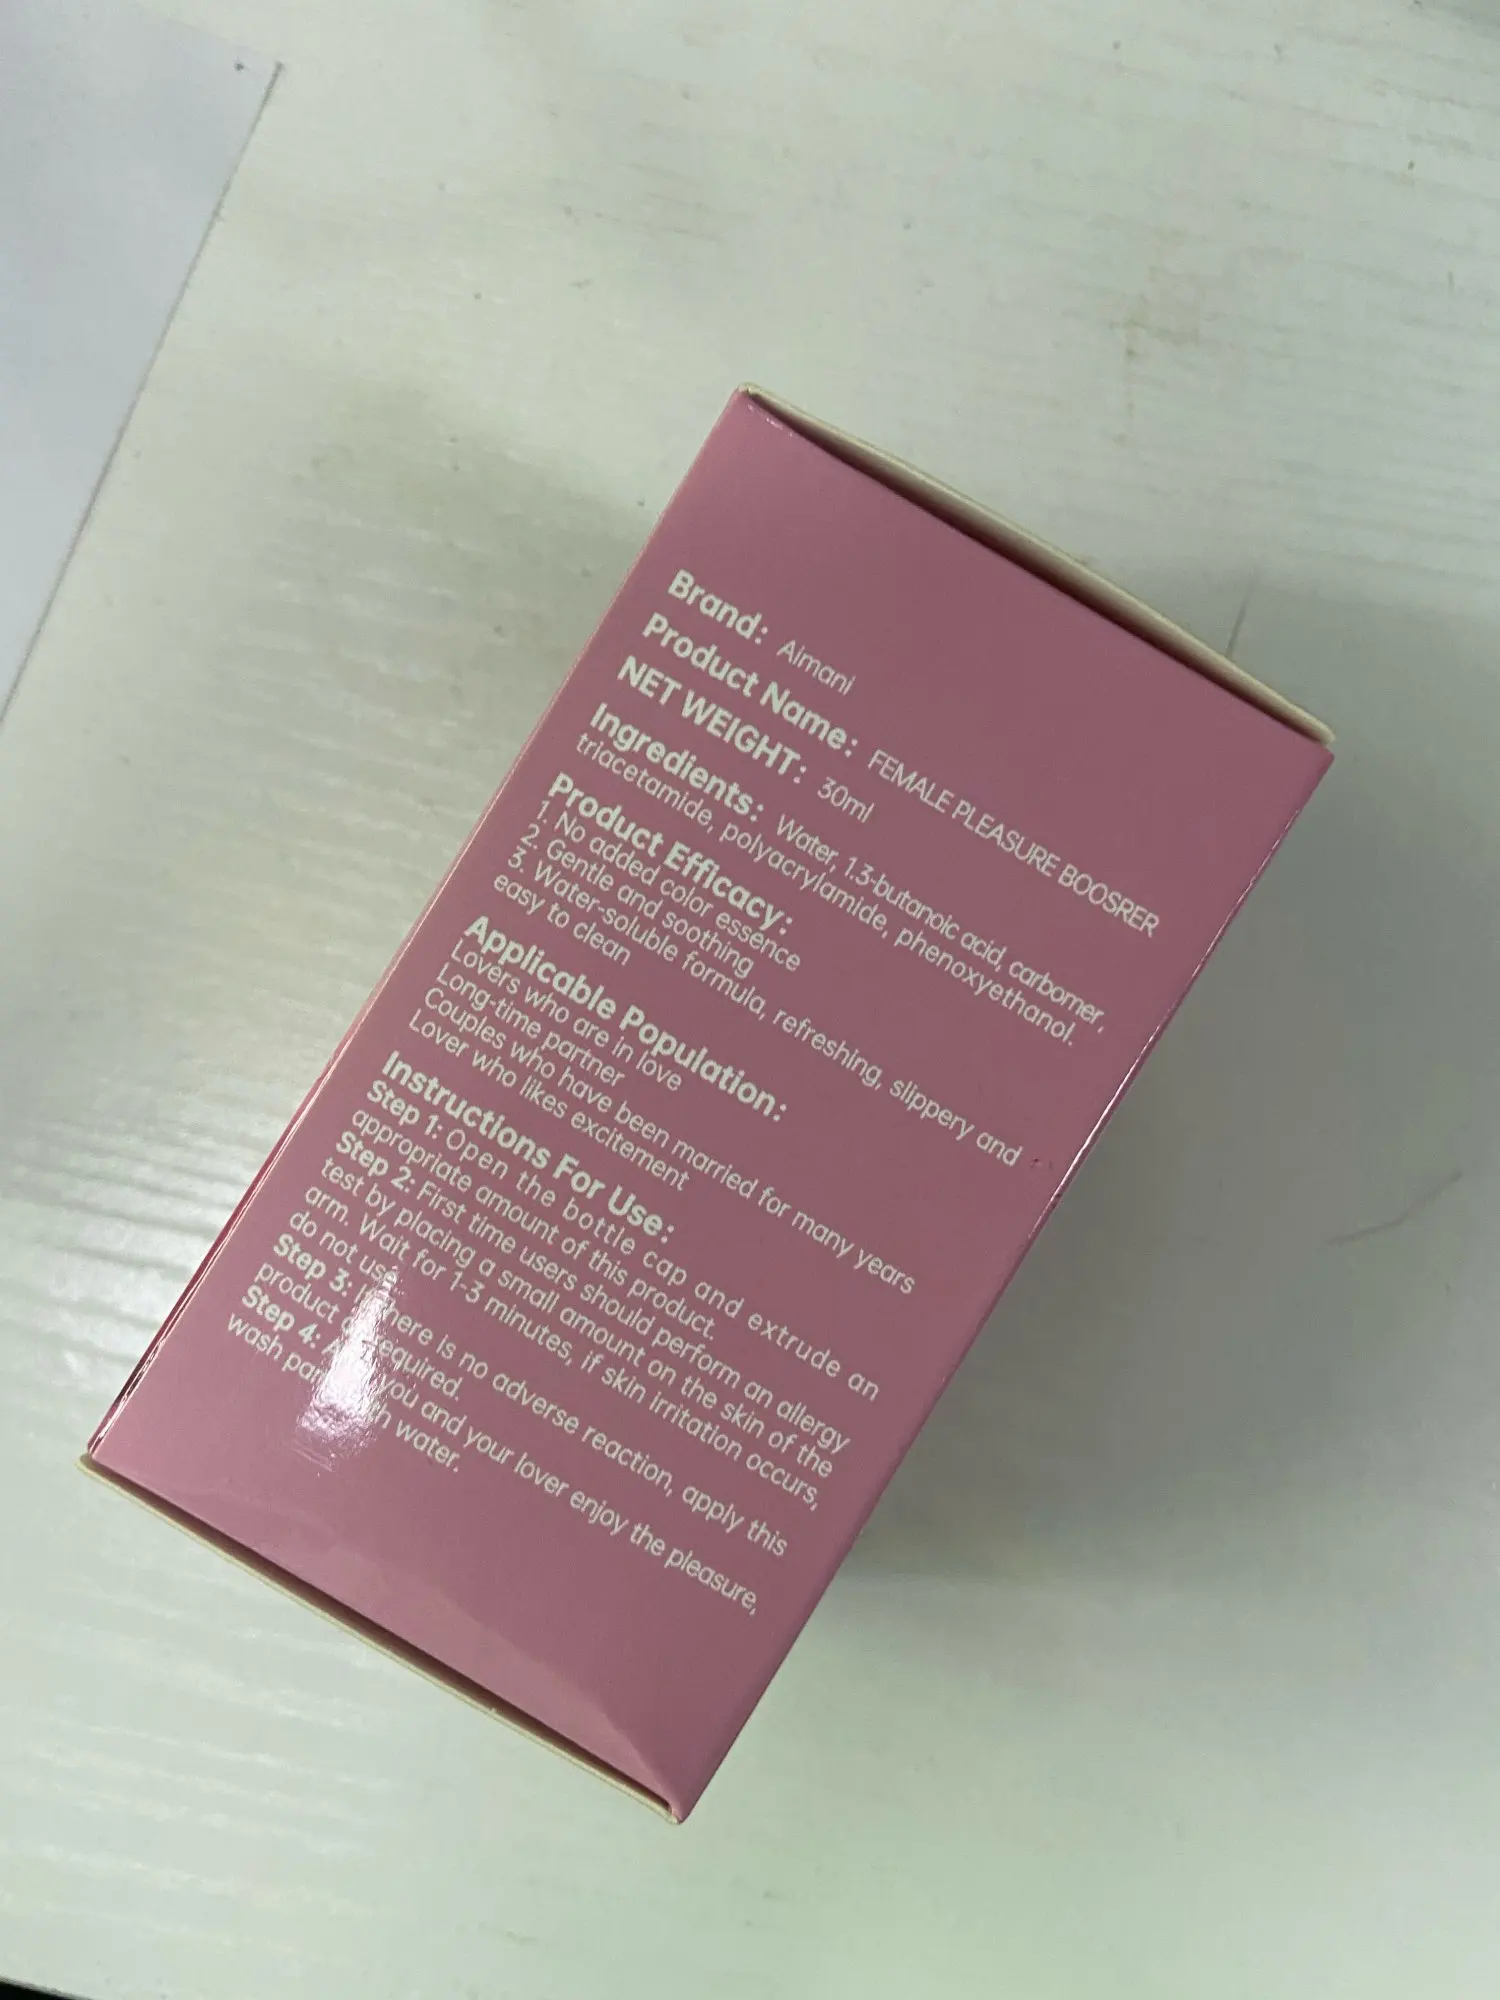 Brand: Aimani
Product Name: FEMALE PLEASURE BOOSRER
NET WEIGHT: 30ml
Ingredients: Water, 1.3-butanoic acid, carbomer,
triacetamide, polyacrylamide, phenoxyethanol.
Product Efficacy:
1. No added color essence
2. Gentle and soothing
3. Water-soluble formula, refreshing, slippery and
easy to clean
Applicable Population:
Lovers who are in love
Long-time partner
Couples who have been married for many years
Lover who likes excitement
Instructions For Use:
Step 1: Open the bottle cap and extrude an
appropriate amount of this product.
Step 2: First time users should perform an allergy
test by placing a small amount on the skin of the
arm. Wait for 1-3 minutes, if skin irritation occurs,
do not use
Step 3: there is no adverse reaction, apply this
product required.
Step 4: you and your lover enjoy the pleasure,
wash water.